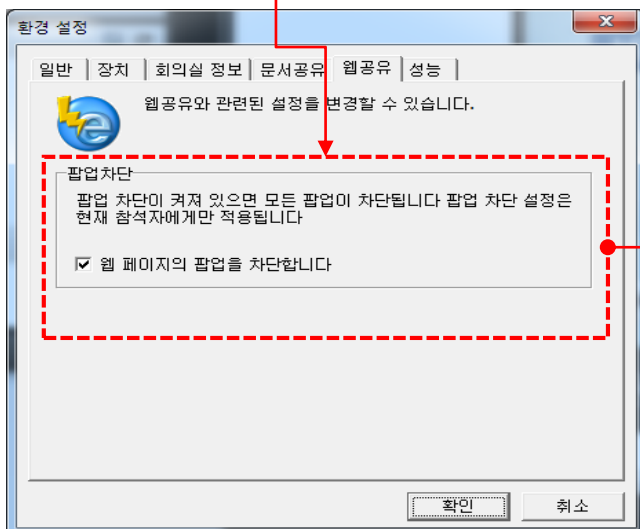 환경 설정
일반 장치 회의실 정보 문서공유 웹공유 성능
웹공유와 관련된 설정을 변경할 수 있습니다.
팝업차단
팝업 차단이 켜져 있으면 모든 팝업이 차단됩니다 팝업 차단 설정은
현재 참석자에게만 적용됩니다
웹 페이지의 팝업을 차단합니다
확인 취소